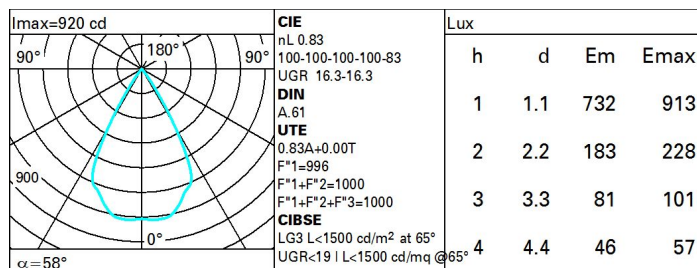 Imax=920 cd
90°
180°
90°
900
0°
α=58°
CIE
nL 0.83
100-100-100-100-83
UGR 16.3-16.3
DIN
A.61
UTE
0.83A+0.00T
F"1=996
F"1+F"2=1000
F"1+F"2+F"3=1000
CIBSE
LG3 L<1500 cd/m² at 65°
UGR<19 | L<1500 cd/mq @65°
Lux
h d Em Emax
1 1.1 732 913
2 2.2 183 228
3 3.3 81 101
4 4.4 46 57